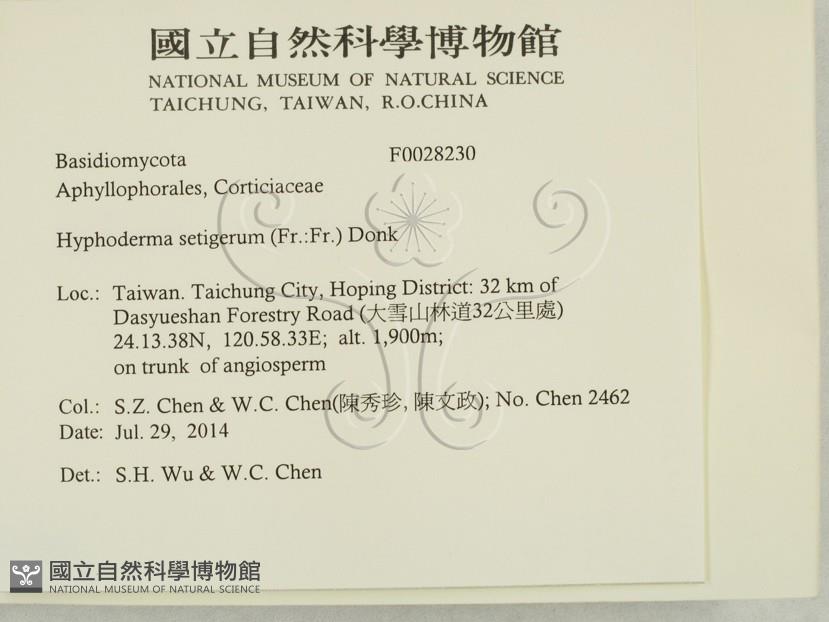 國立自然科學博物館
NATIONAL MUSEUM OF NATURAL SCIENCE
TAICHUNG, TAIWAN, R.O.CHINA
Basidiomycota F0028230
Aphyllophorales, Corticiaceae
Hyphoderma setigerum (Fr.:Fr.) Donk
Loc.: Taiwan. Taichung City, Hoping District: 32 km of
Dasyueshan Forestry Road (大雪山林道32公里處)
24.13.38N, 120.58.33E; alt. 1,900m;
on trunk of angiosperm
Col.: S.Z. Chen & W.C. Chen(陳秀珍, 陳文政); No. Chen 2462
Date: Jul. 29, 2014
Det.: S.H. Wu & W.C. Chen
國立自然科學博物館
NATIONAL MUSEUM OF NATURAL SCIENCE